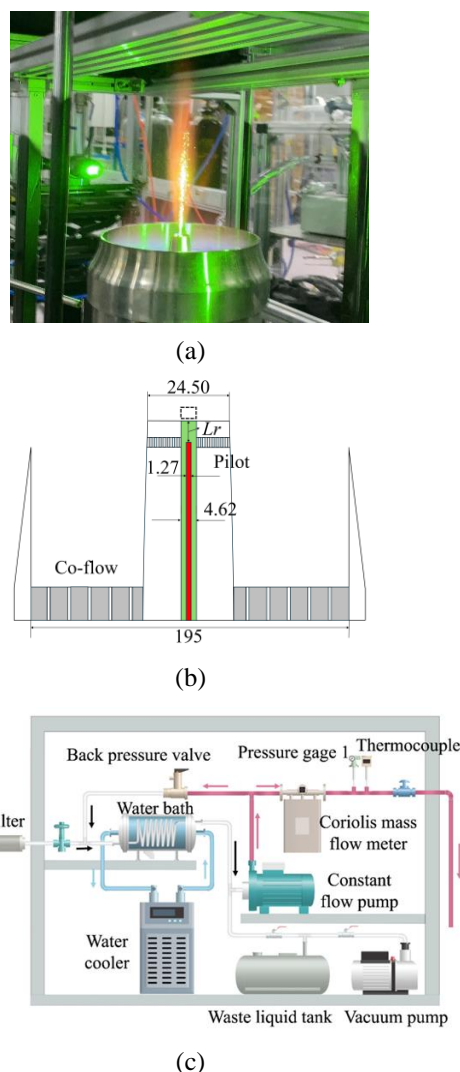 (a)
24.50
Lr
1.27
Pilot
4.62
Co-flow
195
(b)
Back pressure valve
Pressure gage 1
Thermocouple
lter
Water bath
Coriolis mass
flow meter
Constant
flow pump
Water
cooler
Waste liquid tank
Vacuum pump
(c)